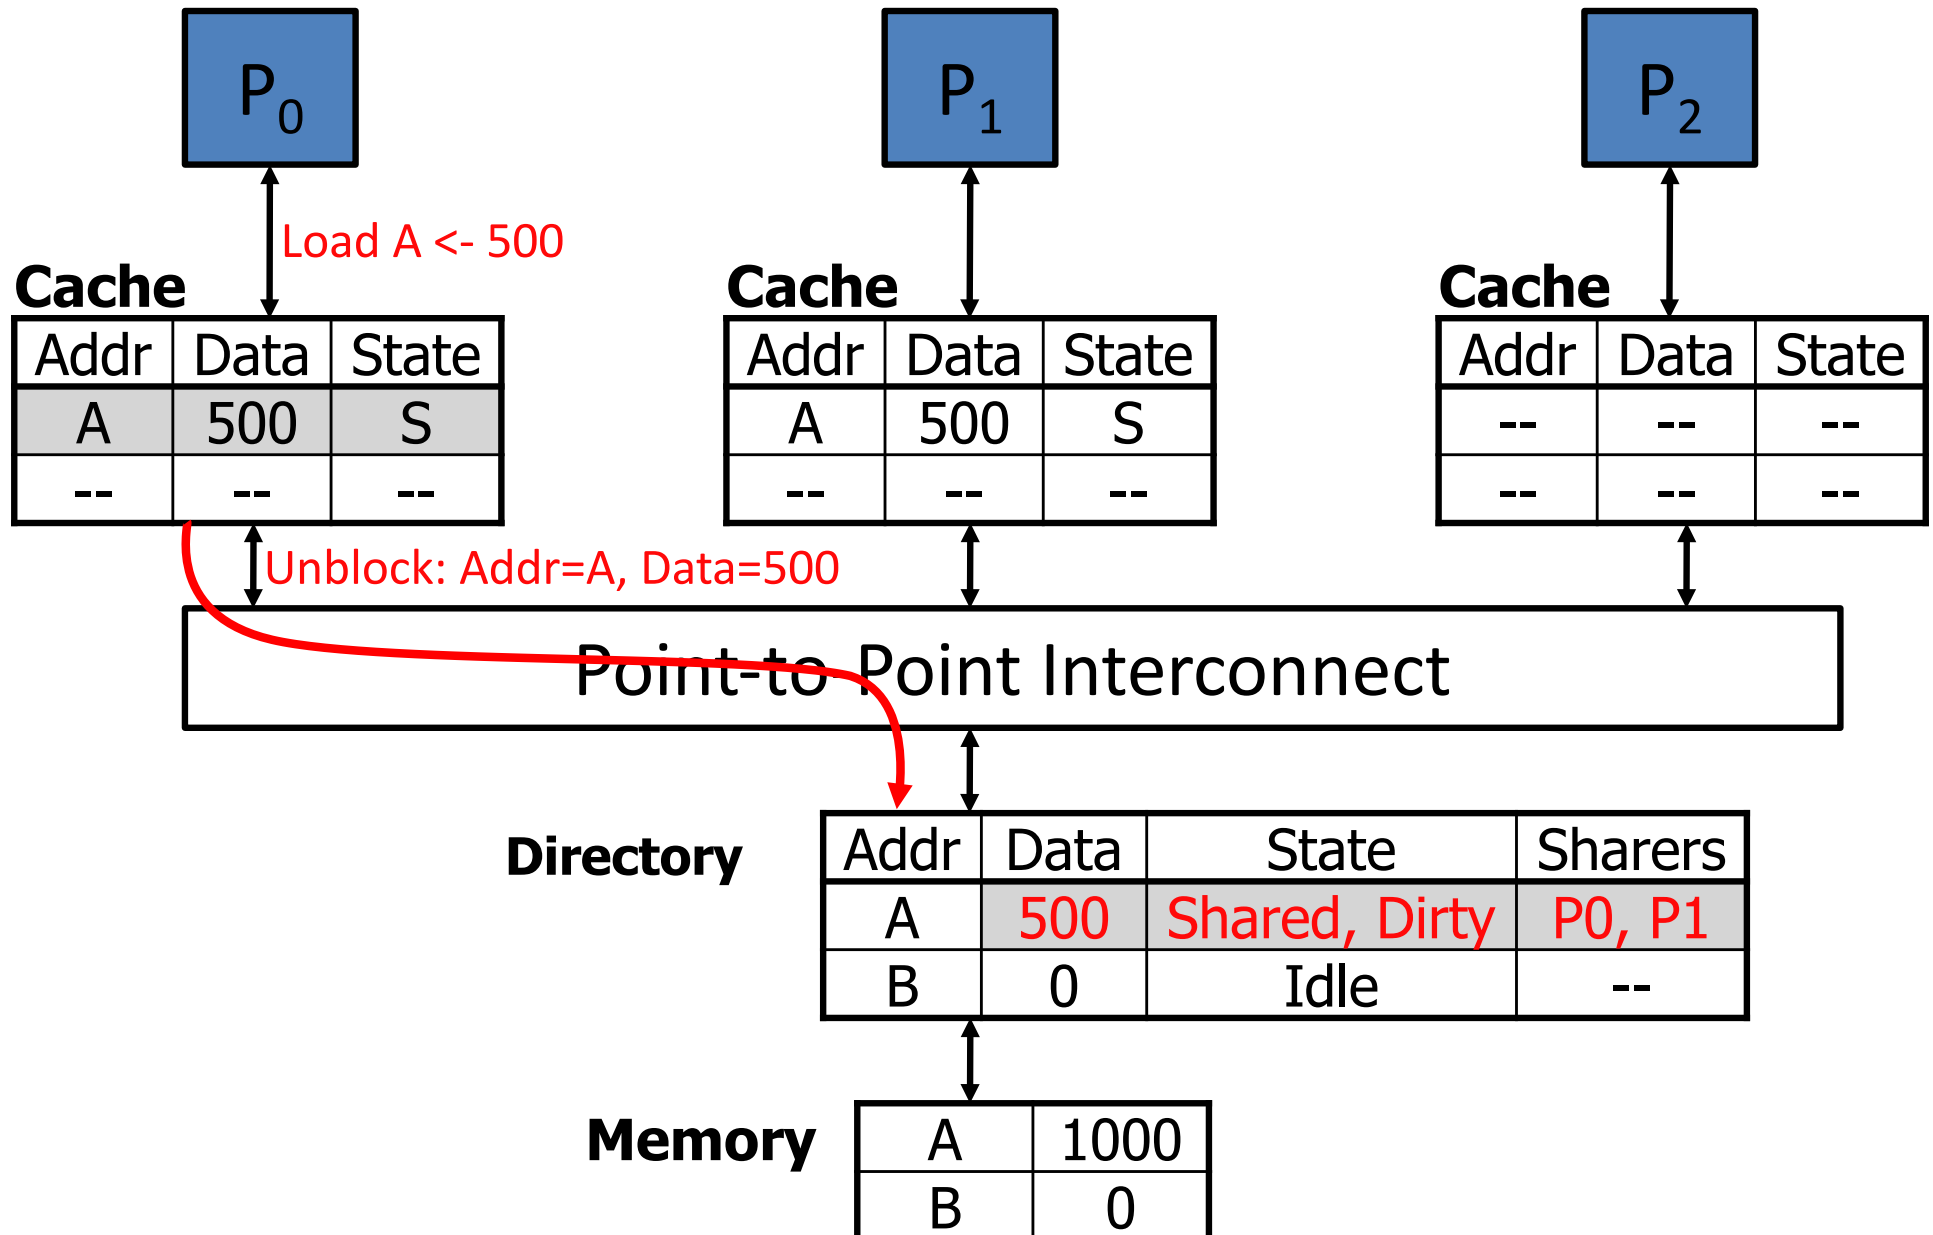 P0 P1 P2
Load A <- 500
Cache Cache Cache
Addr Data State Addr Data State Addr Data State
A 500 S A 500 S -- -- --
-- -- -- -- -- -- -- -- --
Unblock: Addr=A, Data=500
Point-to-Point Interconnect
Directory Addr Data State Sharers
A 500 Shared, Dirty P0, P1
B 0 Idle --
Memory A 1000
B 0